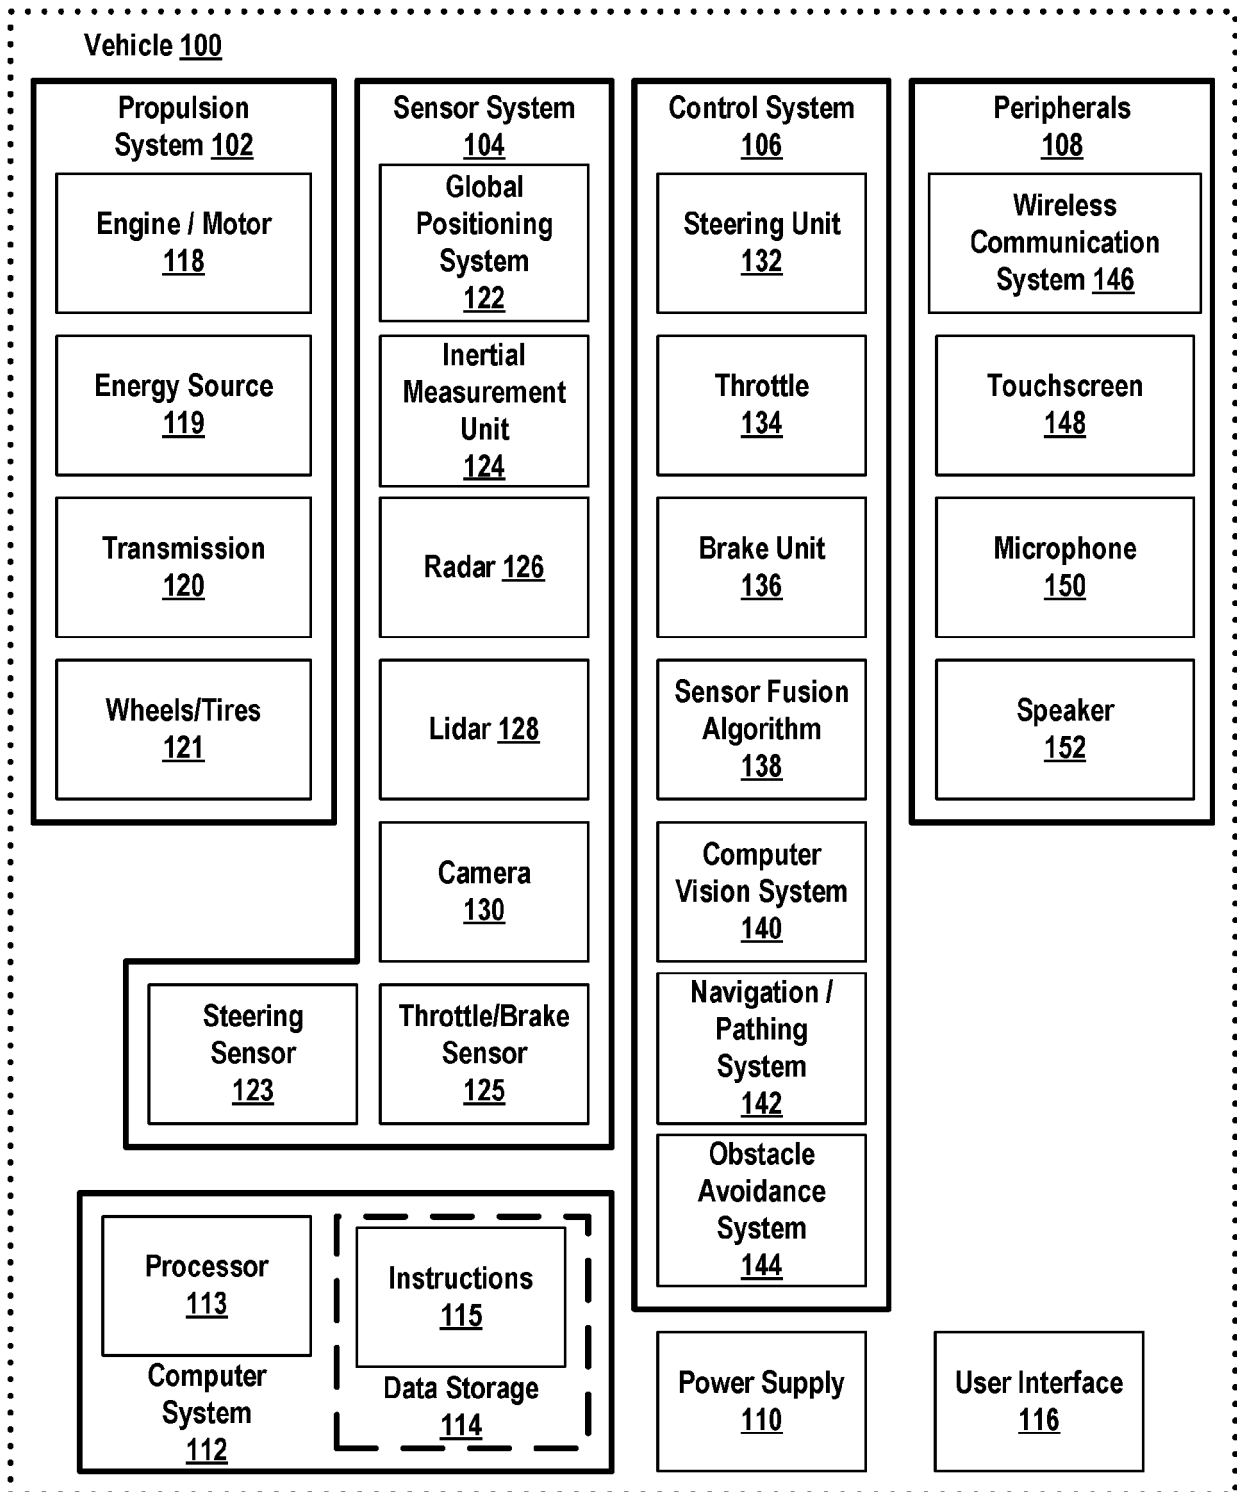 Vehicle 100
Propulsion
System 102
Engine / Motor
118
Energy Source
119
Transmission
120
Wheels/Tires
121
Sensor System
104
Global
Positioning
System
122
Inertial
Measurement
Unit
124
Radar 126
Lidar 128
Camera
130
Steering
Sensor
123
Throttle/Brake
Sensor
125
Control System
106
Steering Unit
132
Throttle
134
Brake Unit
136
Sensor Fusion
Algorithm
138
Computer
Vision System
140
Navigation /
Pathing
System
142
Obstacle
Avoidance
System
144
Peripherals
108
Wireless
Communication
System 146
Touchscreen
148
Microphone
150
Speaker
152
Processor
113
Computer
System
112
Instructions
115
Data Storage
114
Power Supply
110
User Interface
116